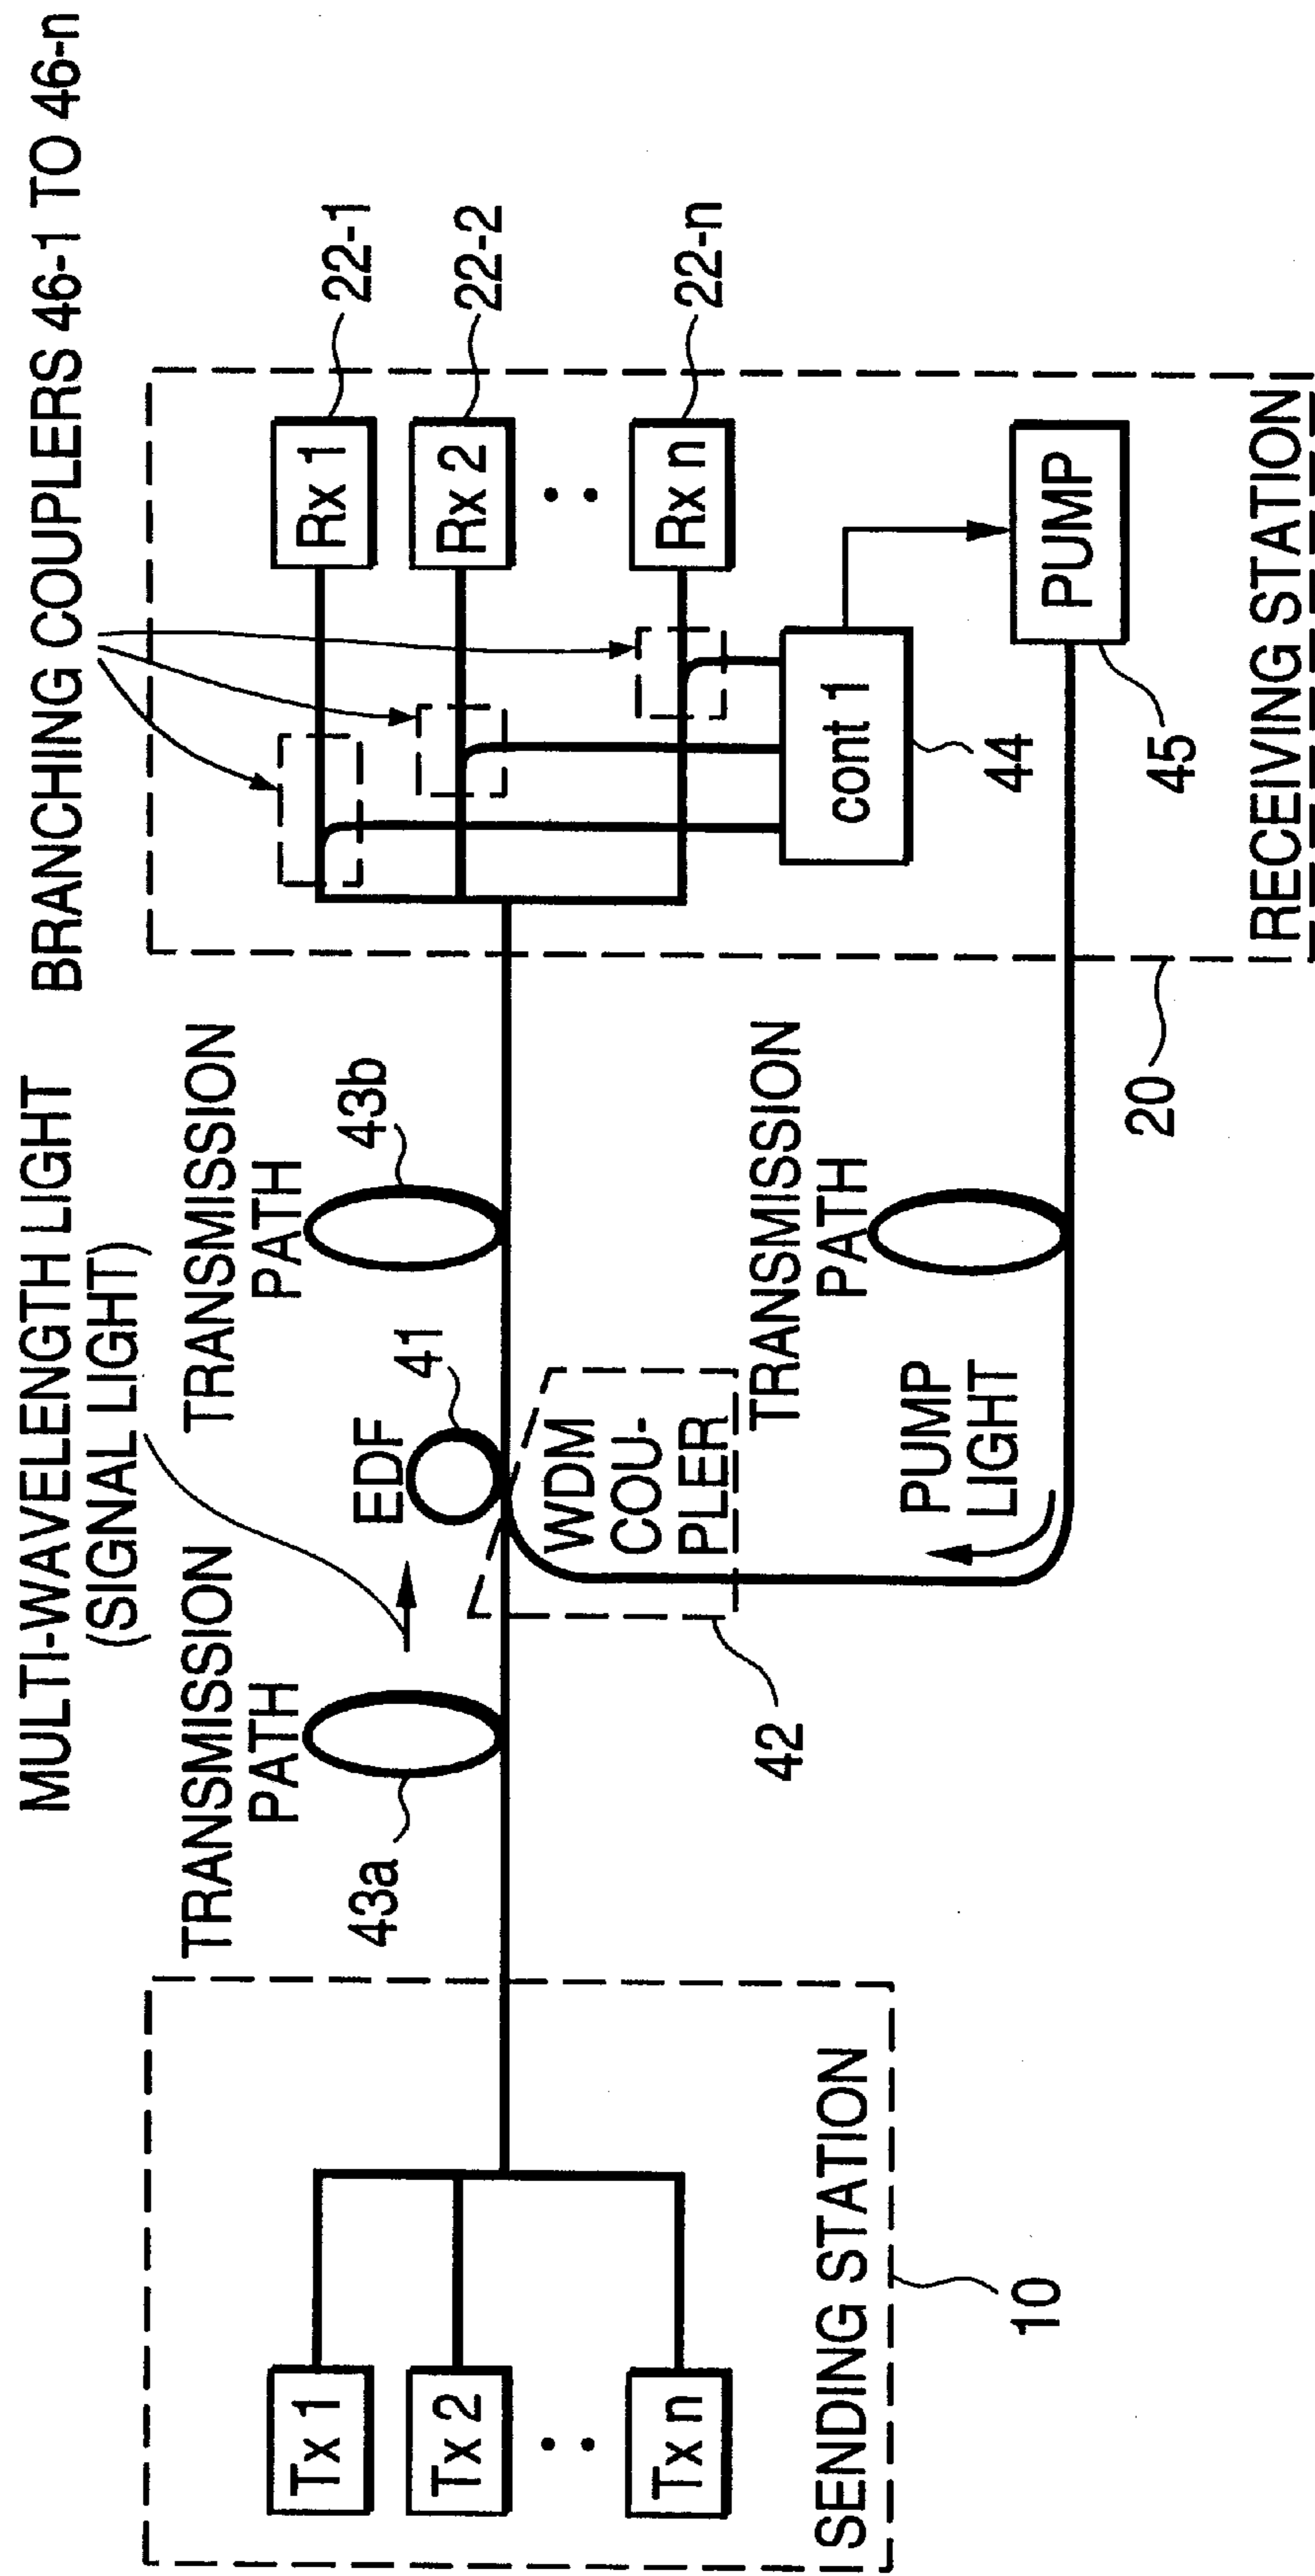 MULTI-WAVELENGTH LIGHT
(SIGNAL LIGHT)
BRANCHING COUPLERS 46-1 TO 46-n
TRANSMISSION
PATH
43a
EDF
41
TRANSMISSION
PATH
43b
Tx 1
Tx 2
Tx n
SENDING STATION
10
WDM
COU-
PLER
42
PUMP
LIGHT
TRANSMISSION
PATH
20
Rx 1
22-1
Rx 2
22-2
Rx n
22-n
cont 1
44
PUMP
45
RECEIVING STATION